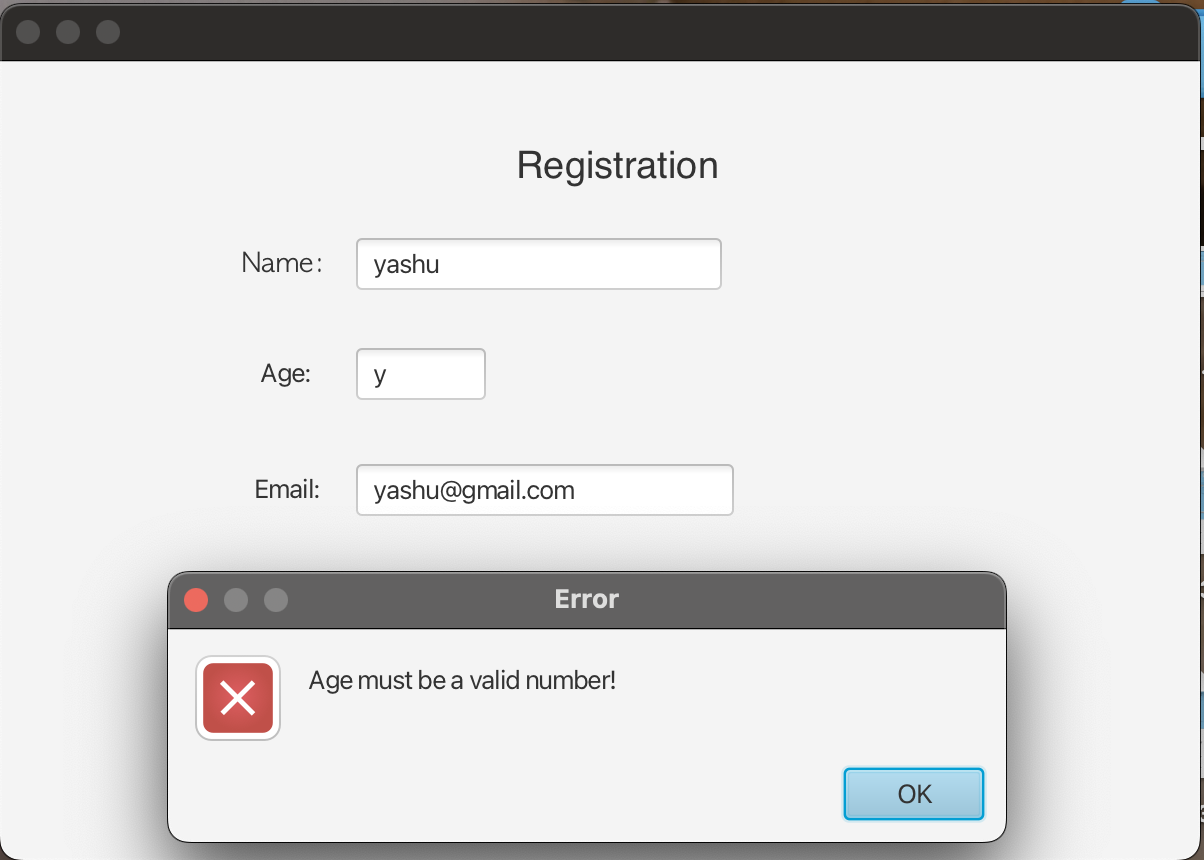 Registration
Name: yashu
Age: y
Email: yashu@gmail.com
Error
Age must be a valid number!
OK